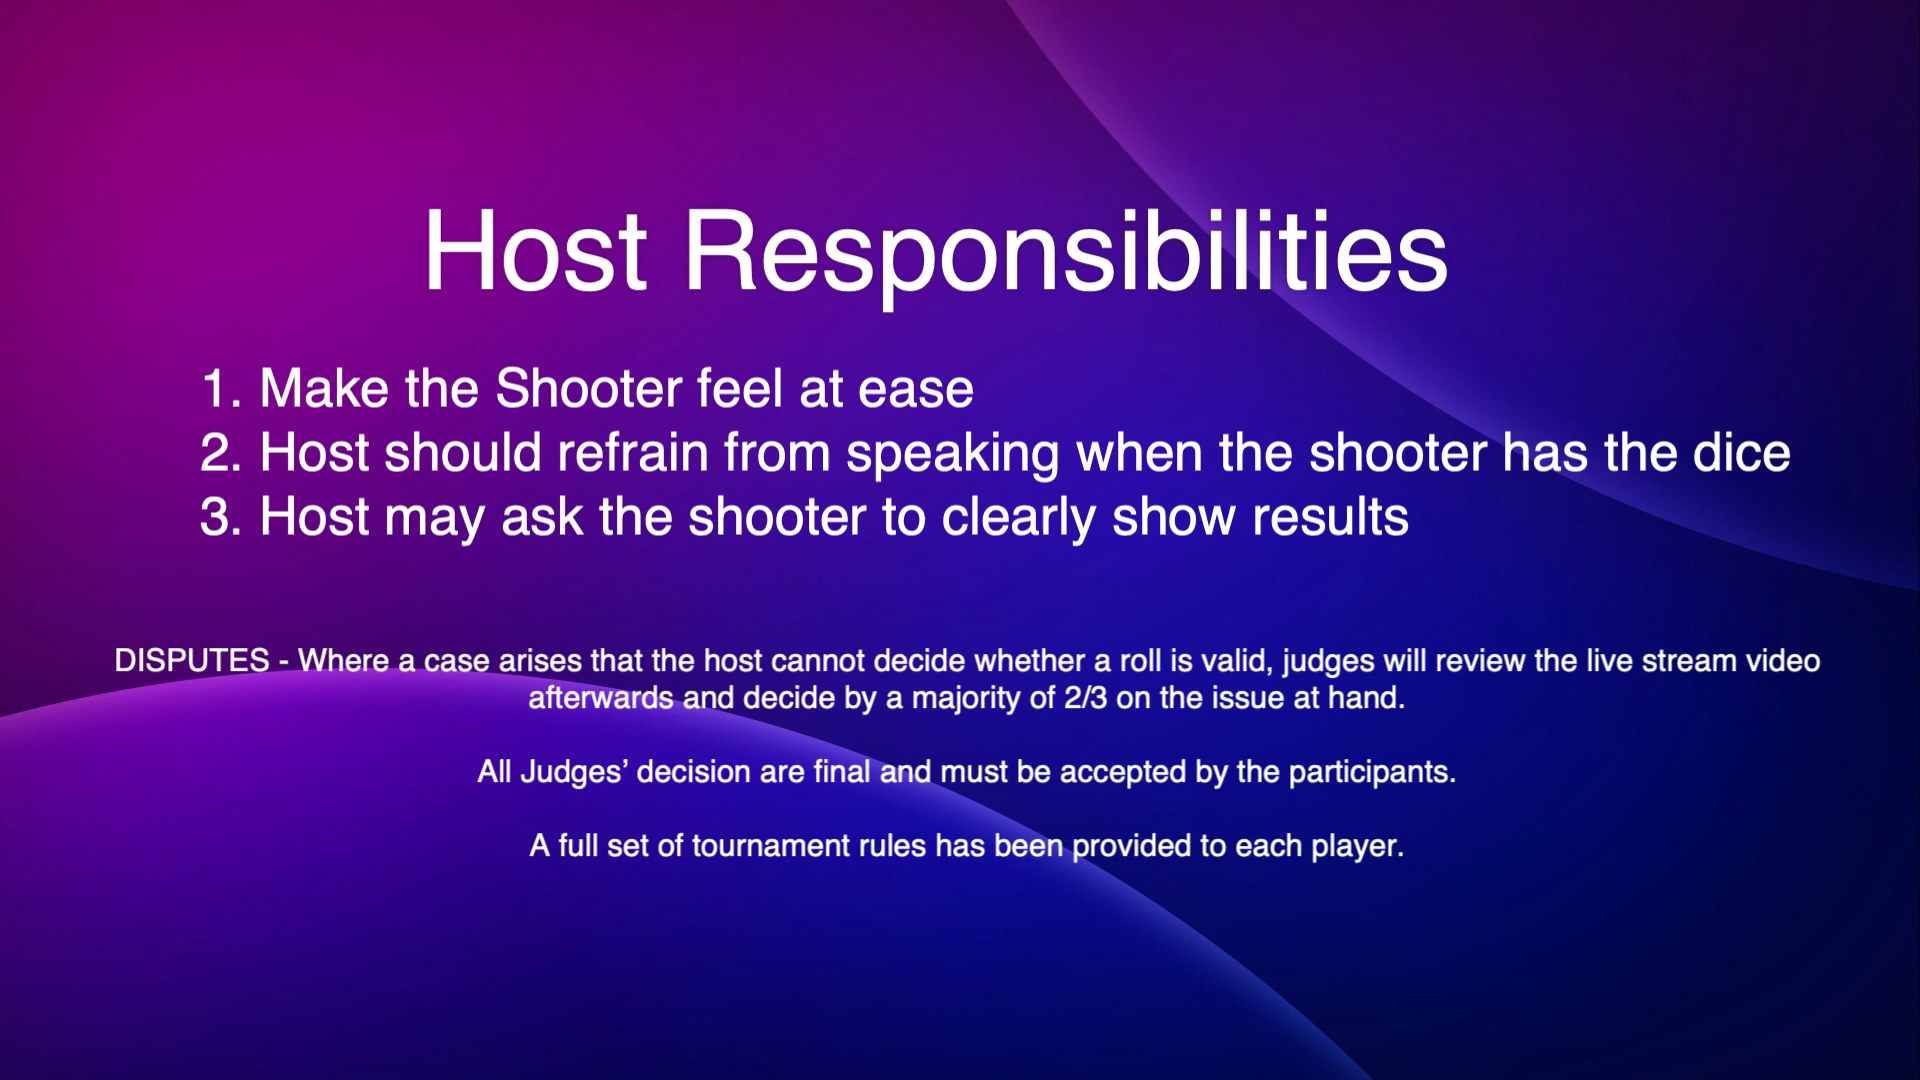 Host Responsibilities
1. Make the Shooter feel at ease
2. Host should refrain from speaking when the shooter has the dice
3. Host may ask the shooter to clearly show results
DISPUTES - Where a case arises that the host cannot decide whether a roll is valid, judges will review the live stream video
afterwards and decide by a majority of 2/3 on the issue at hand.
All Judges’ decision are final and must be accepted by the participants.
A full set of tournament rules has been provided to each player.